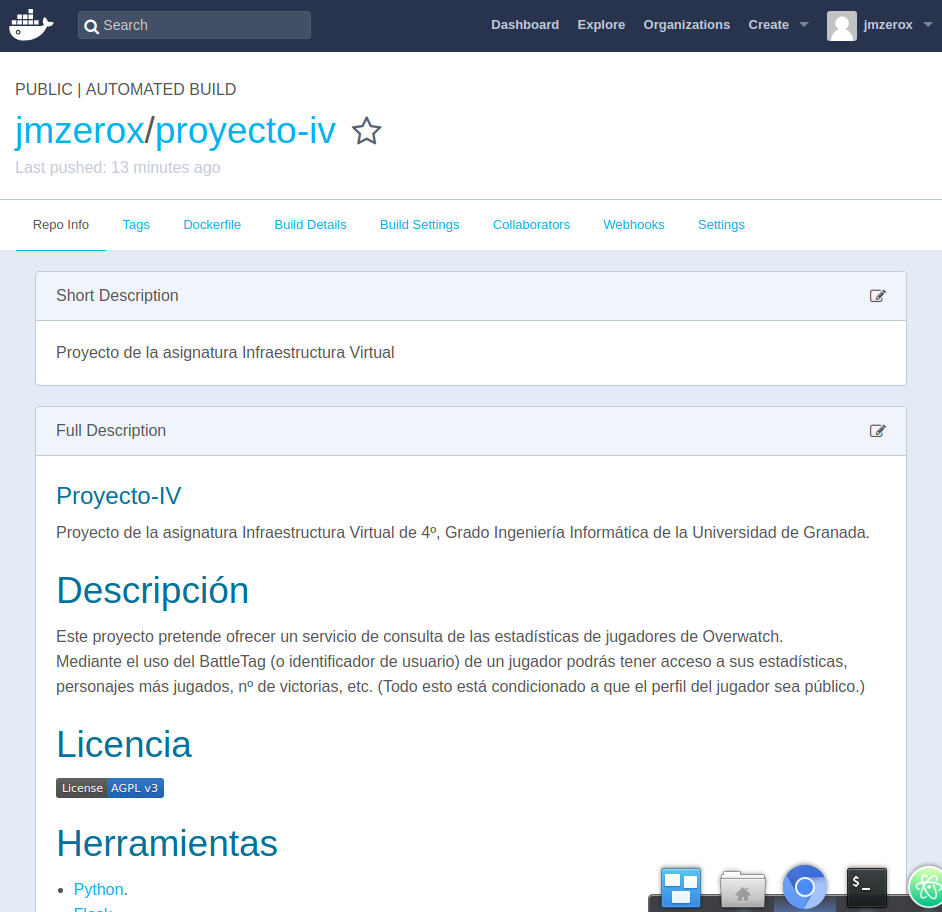 Search
Dashboard Explore Organizations Create jmzerox
PUBLIC | AUTOMATED BUILD
jmzerox/proyecto-iv
Last pushed: 13 minutes ago
Repo Info Tags Dockerfile Build Details Build Settings Collaborators Webhooks Settings
Short Description
Proyecto de la asignatura Infraestructura Virtual
Full Description
Proyecto-IV
Proyecto de la asignatura Infraestructura Virtual de 4º, Grado Ingeniería Informática de la Universidad de Granada.
Descripción
Este proyecto pretende ofrecer un servicio de consulta de las estadísticas de jugadores de Overwatch.
Mediante el uso del BattleTag (o identificador de usuario) de un jugador podrás tener acceso a sus estadísticas,
personajes más jugados, nº de victorias, etc. (Todo esto está condicionado a que el perfil del jugador sea público.)
Licencia
License AGPL v3
Herramientas
Python.
$_